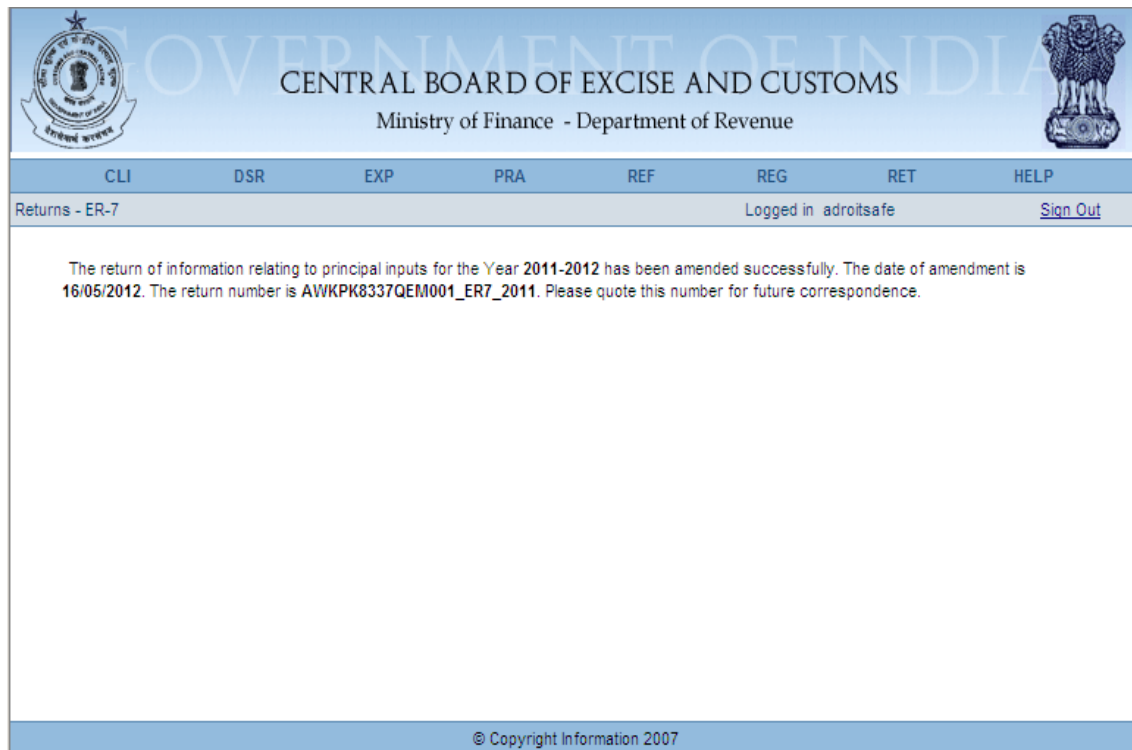 GOVERNMENT OF INDIA
CENTRAL BOARD OF EXCISE AND CUSTOMS
Ministry of Finance - Department of Revenue
CLI DSR EXP PRA REF REG RET HELP
Returns - ER-7 Logged in adroitsafe Sign Out
The return of information relating to principal inputs for the Year 2011-2012 has been amended successfully. The date of amendment is
16/05/2012. The return number is AWKPK8337QEM001_ER7_2011. Please quote this number for future correspondence.
© Copyright Information 2007